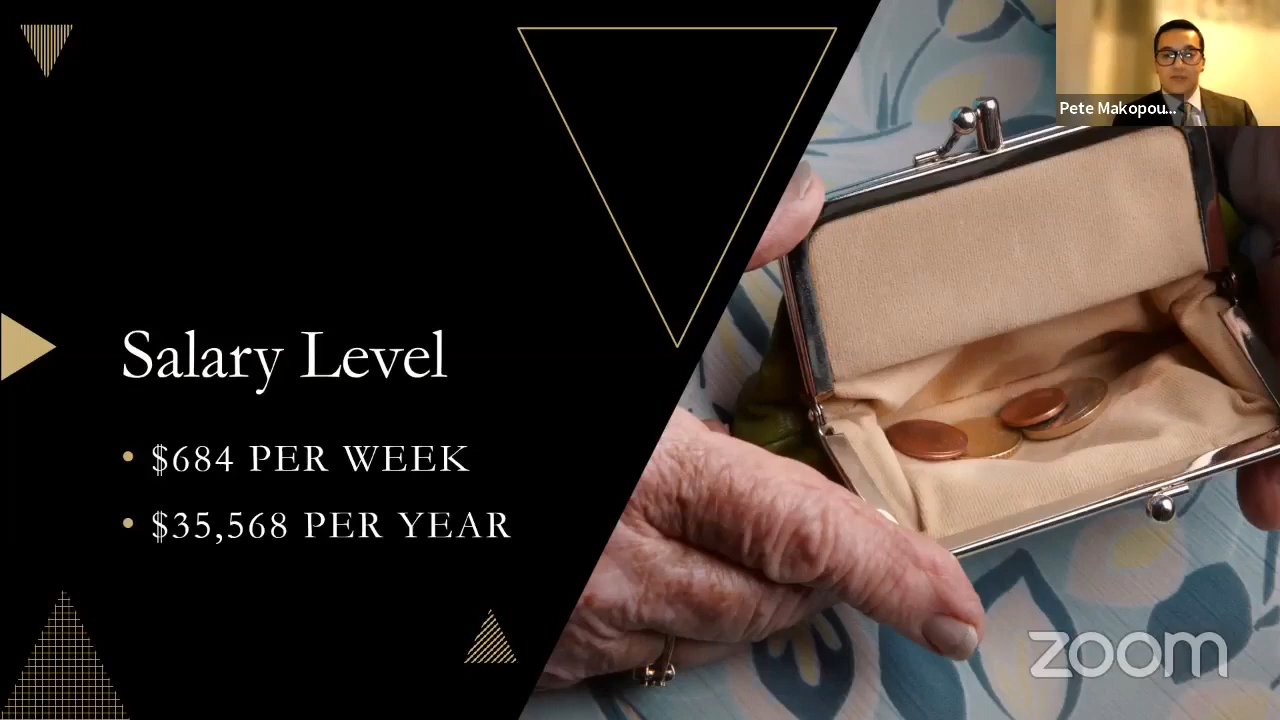 Pete Makopou...
Salary Level
• $684 PER WEEK
• $35,568 PER YEAR
zoom